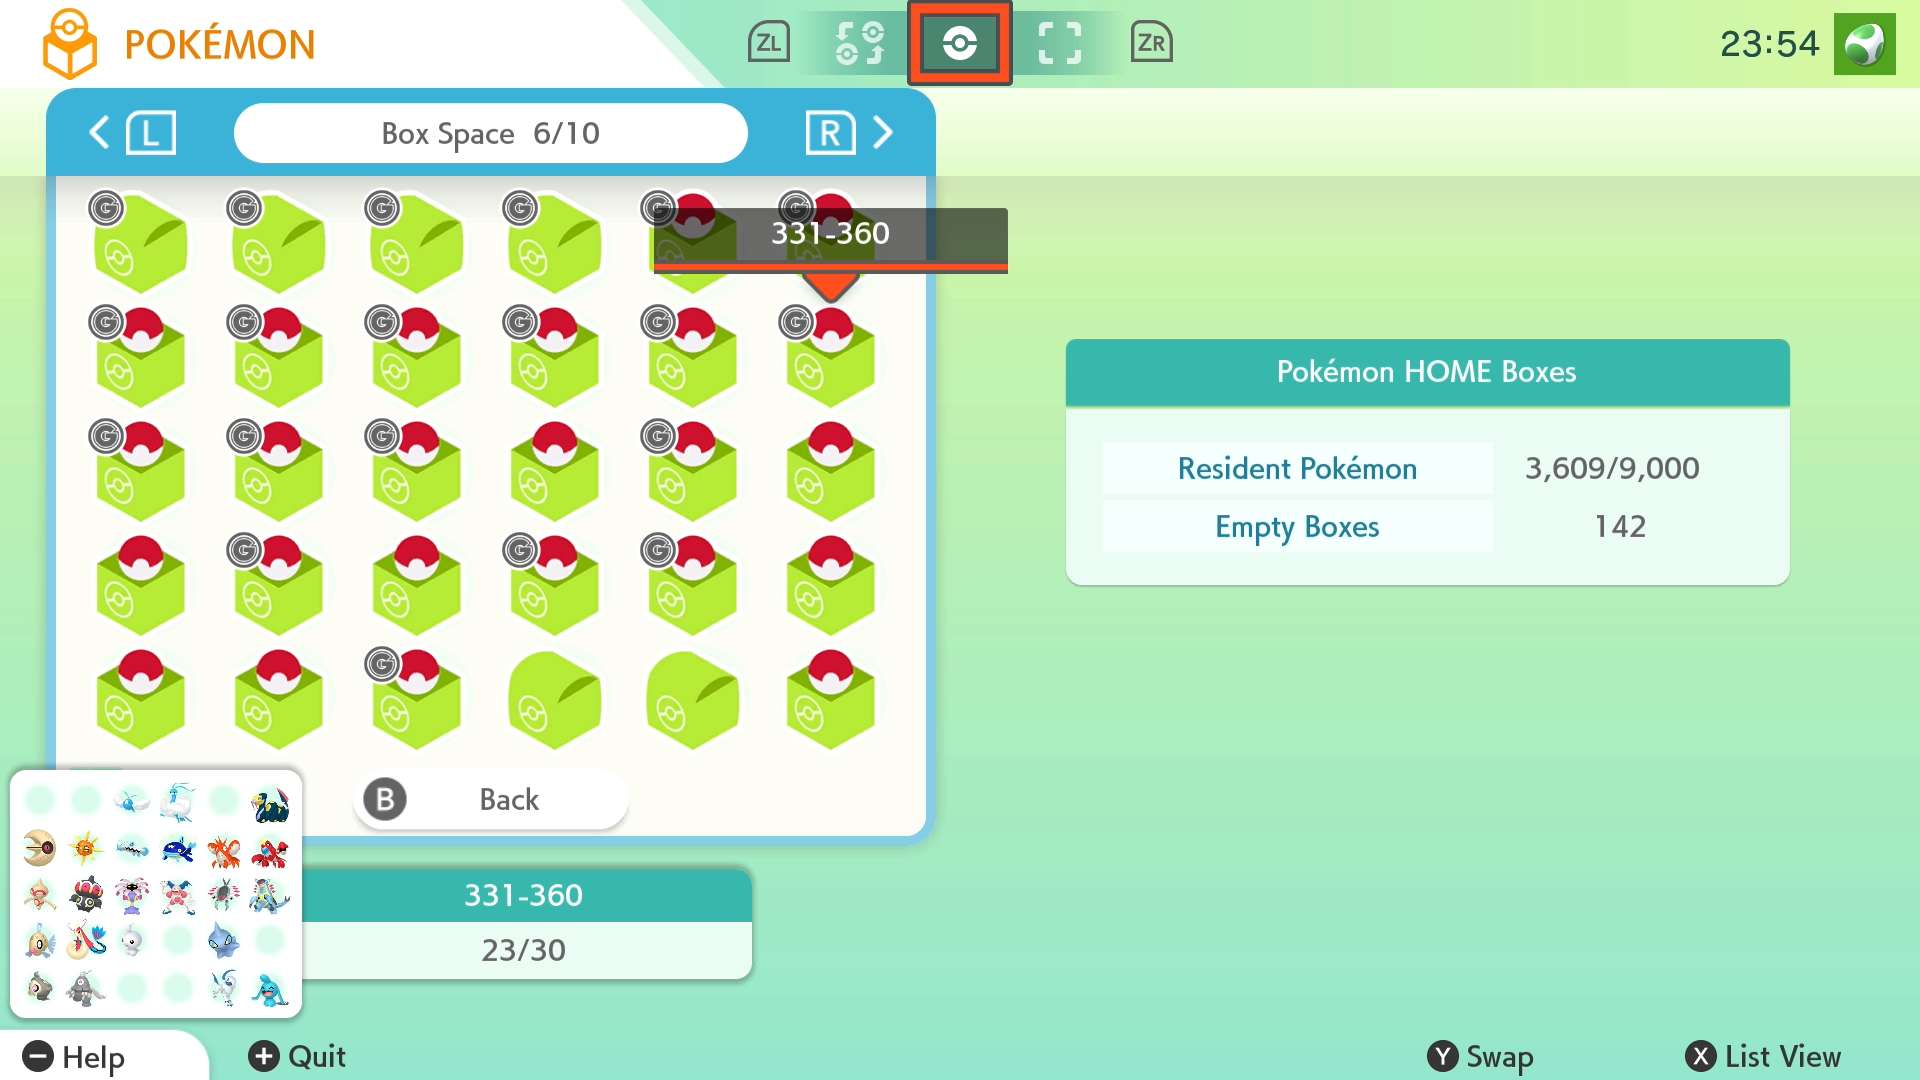 POKÉMON
ZL
ZR
23:54
L
Box Space 6/10
R
331-360
Pokémon HOME Boxes
Resident Pokémon 3,609/9,000
Empty Boxes 142
B Back
331-360
23/30
Help
Quit
Y Swap
X List View